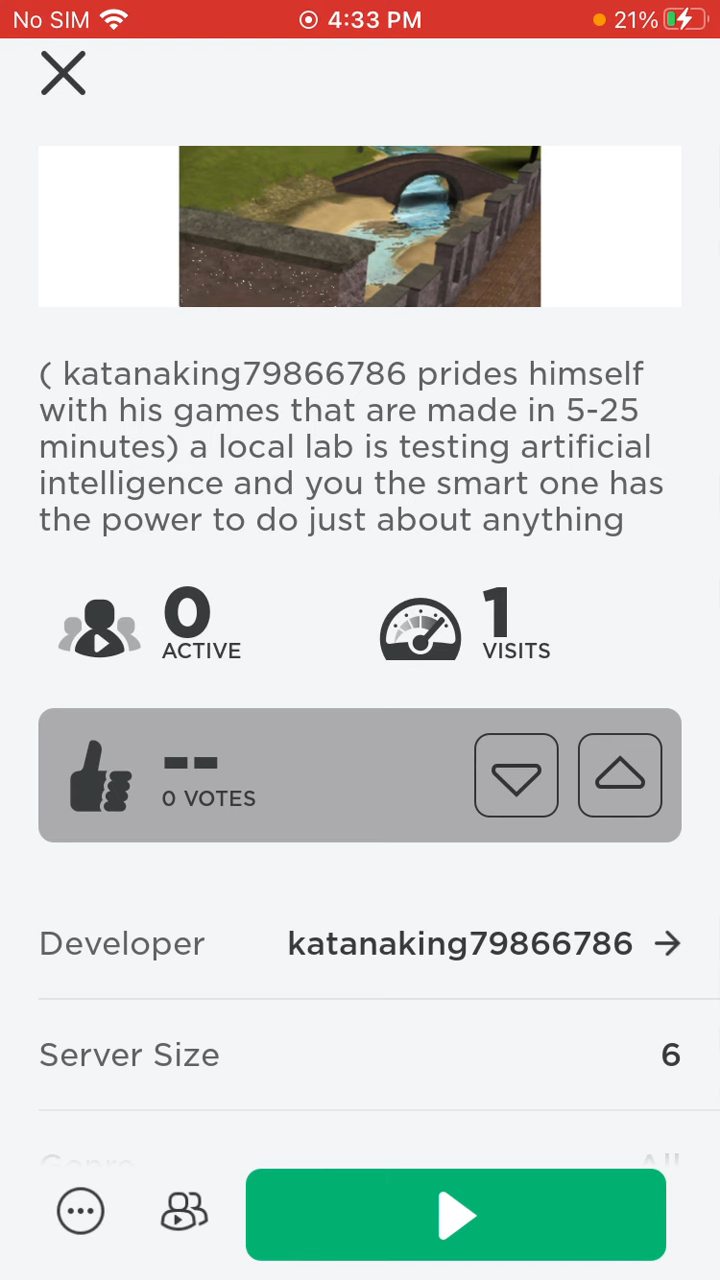 No SIM 4:33 PM 21%
( katanaking79866786 prides himself
with his games that are made in 5-25
minutes) a local lab is testing artificial
intelligence and you the smart one has
the power to do just about anything
0 1
ACTIVE VISITS
--
0 VOTES
Developer katanaking79866786
Server Size 6
Genre All